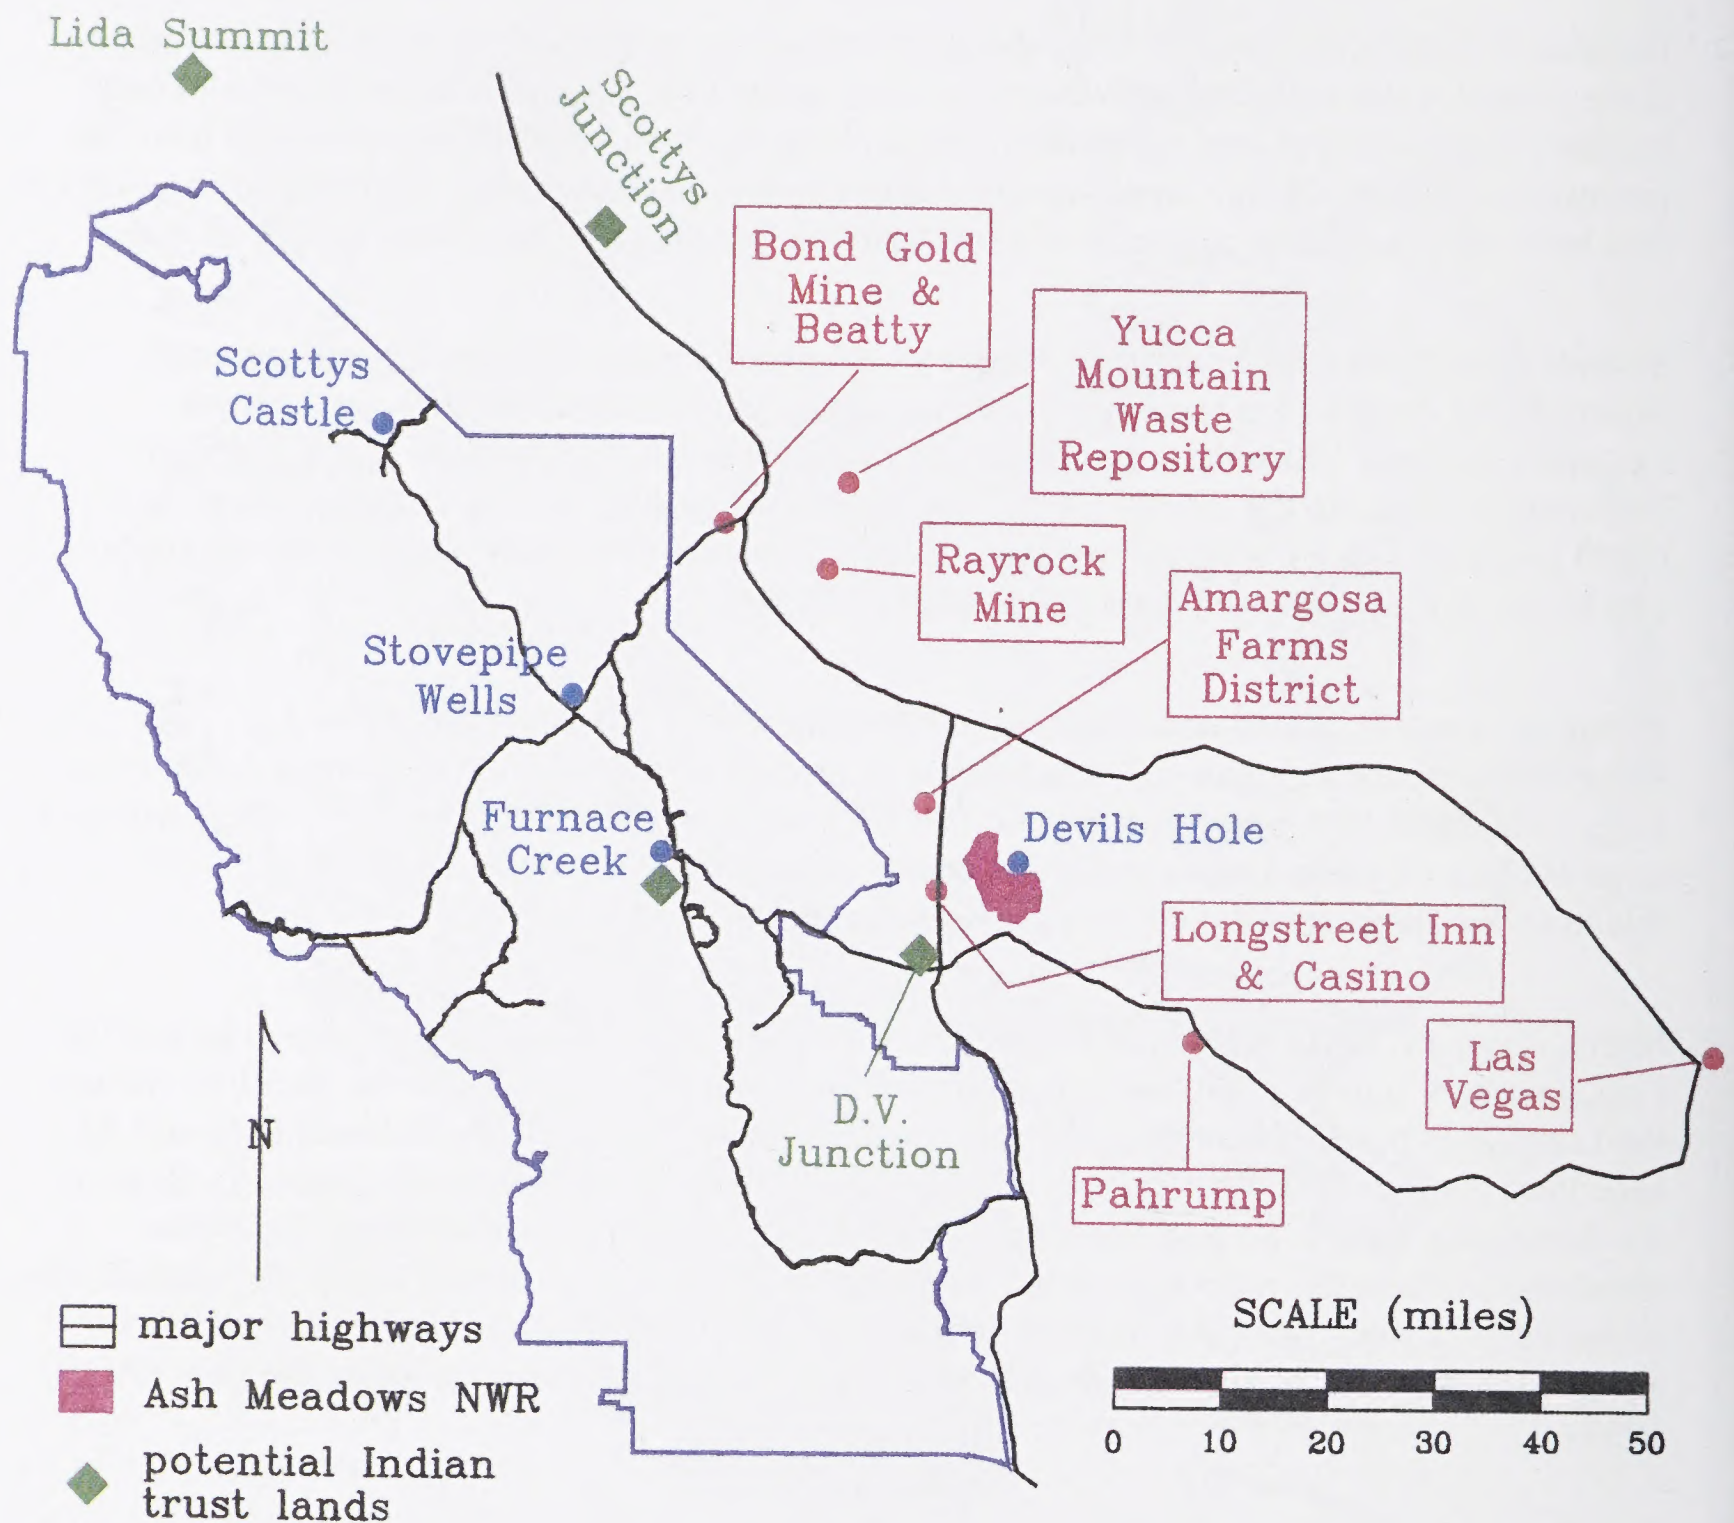 Lida Summit
Scottys
Junction
Bond Gold
Mine &
Beatty
Yucca
Mountain
Waste
Repository
Scottys
Castle
Rayrock
Mine
Amargosa
Farms
District
Stovepipe
Wells
Furnace
Creek
Devils Hole
Longstreet Inn
& Casino
Las
Vegas
D.V.
Junction
Pahrump
N
major highways
Ash Meadows NWR
potential Indian
trust lands
SCALE (miles)
0 10 20 30 40 50